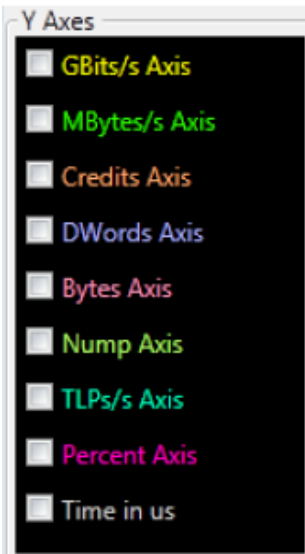 Y Axes
GBits/s Axis
MBytes/s Axis
Credits Axis
DWords Axis
Bytes Axis
Nump Axis
TLPs/s Axis
Percent Axis
Time in us